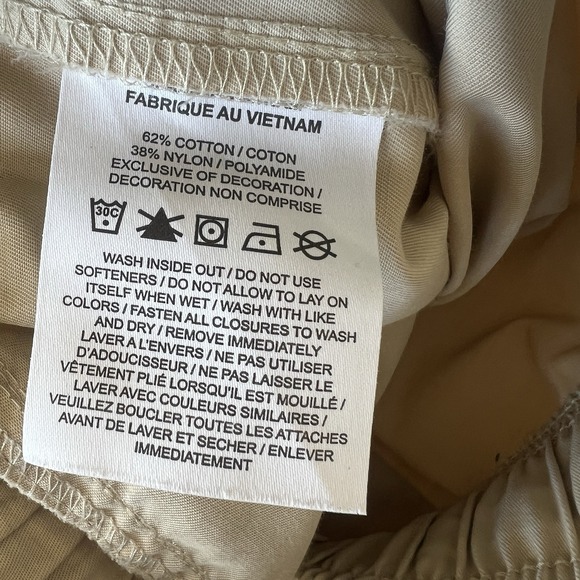 FABRIQUE AU VIETNAM
62% COTTON / COTON
38% NYLON / POLYAMIDE
EXCLUSIVE OF DECORATION /
DECORATION NON COMPRISE
30C
WASH INSIDE OUT / DO NOT USE
SOFTENERS / DO NOT ALLOW TO LAY ON
ITSELF WHEN WET / WASH WITH LIKE
COLORS / FASTEN ALL CLOSURES TO WASH
AND DRY / REMOVE IMMEDIATELY
LAVER A L'ENVERS / NE PAS UTILISER
D'ADOUCISSEUR / NE PAS LAISSER LE
VÊTEMENT PLIÉ LORSQU'IL EST MOUILLÉ /
LAVER AVEC COULEURS SIMILAIRES /
VEUILLEZ BOUCLER TOUTES LES ATTACHES
AVANT DE LAVER ET SECHER / ENLEVER
IMMEDIATEMENT